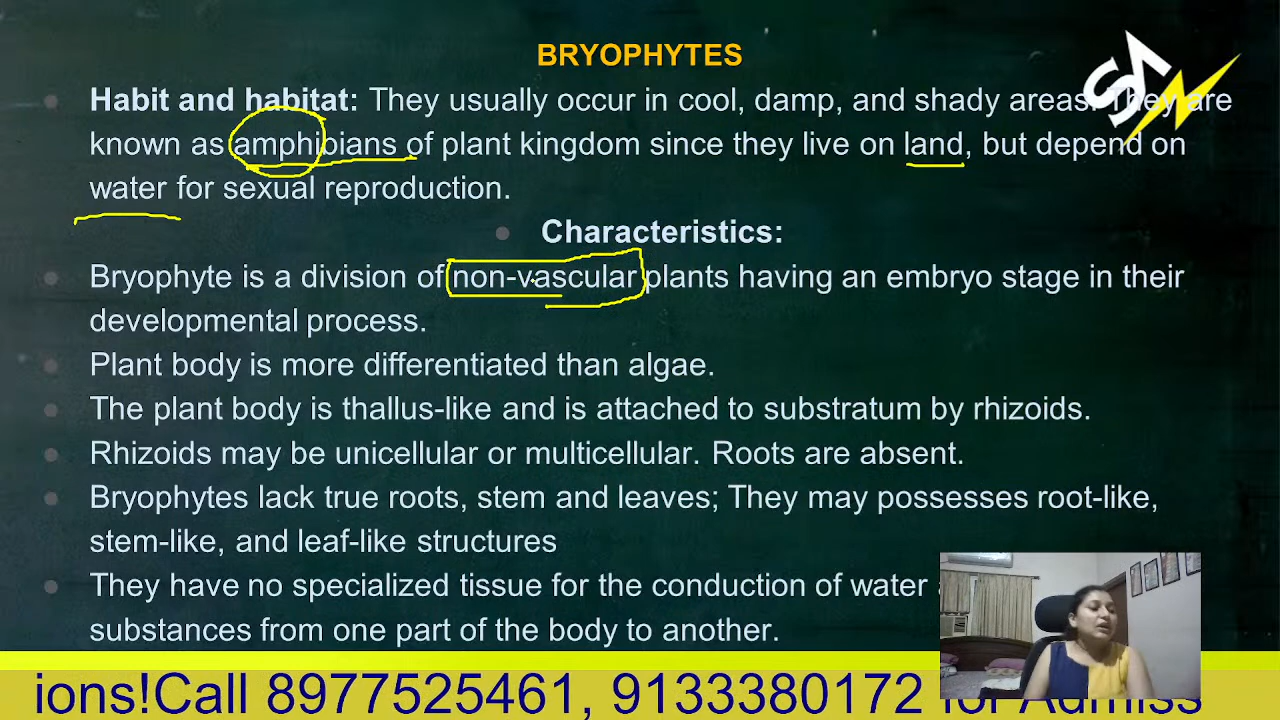 BRYOPHYTES
Habit and habitat: They usually occur in cool, damp, and shady areas. They are
known as amphibians of plant kingdom since they live on land, but depend on
water for sexual reproduction.
Characteristics:
Bryophyte is a division of non-vascular plants having an embryo stage in their
developmental process.
Plant body is more differentiated than algae.
The plant body is thallus-like and is attached to substratum by rhizoids.
Rhizoids may be unicellular or multicellular. Roots are absent.
Bryophytes lack true roots, stem and leaves; They may possesses root-like,
stem-like, and leaf-like structures
They have no specialized tissue for the conduction of water
substances from one part of the body to another.
ions!Call 8977525461, 9133380172 for Admiss